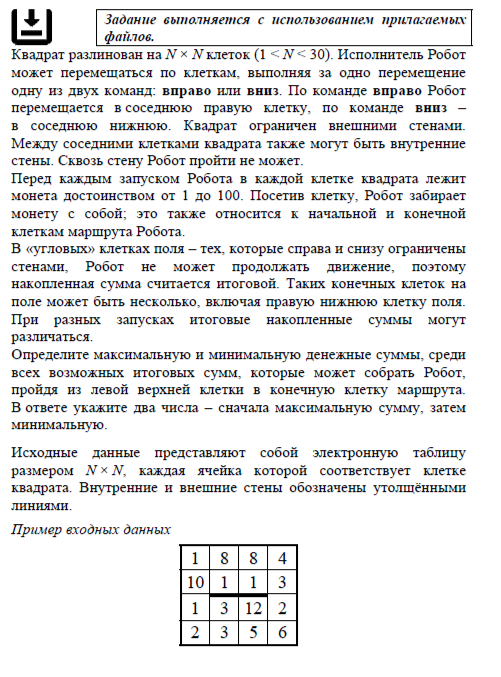 Задание выполняется с использованием прилагаемых
файлов.
Квадрат разлинован на N × N клеток (1 < N < 30). Исполнитель Робот
может перемещаться по клеткам, выполняя за одно перемещение
одну из двух команд: вправо или вниз. По команде вправо Робот
перемещается в соседнюю правую клетку, по команде вниз –
в соседнюю нижнюю. Квадрат ограничен внешними стенами.
Между соседними клетками квадрата также могут быть внутренние
стены. Сквозь стену Робот пройти не может.
Перед каждым запуском Робота в каждой клетке квадрата лежит
монета достоинством от 1 до 100. Посетив клетку, Робот забирает
монету с собой; это также относится к начальной и конечной
клеткам маршрута Робота.
В «угловых» клетках поля – тех, которые справа и снизу ограничены
стенами, Робот не может продолжать движение, поэтому
накопленная сумма считается итоговой. Таких конечных клеток на
поле может быть несколько, включая правую нижнюю клетку поля.
При разных запусках итоговые накопленные суммы могут
различаться.
Определите максимальную и минимальную денежные суммы, среди
всех возможных итоговых сумм, которые может собрать Робот,
пройдя из левой верхней клетки в конечную клетку маршрута.
В ответе укажите два числа – сначала максимальную сумму, затем
минимальную.
Исходные данные представляют собой электронную таблицу
размером N × N, каждая ячейка которой соответствует клетке
квадрата. Внутренние и внешние стены обозначены утолщёнными
линиями.
Пример входных данных
1 8 8 4
10 1 1 3
1 3 12 2
2 3 5 6